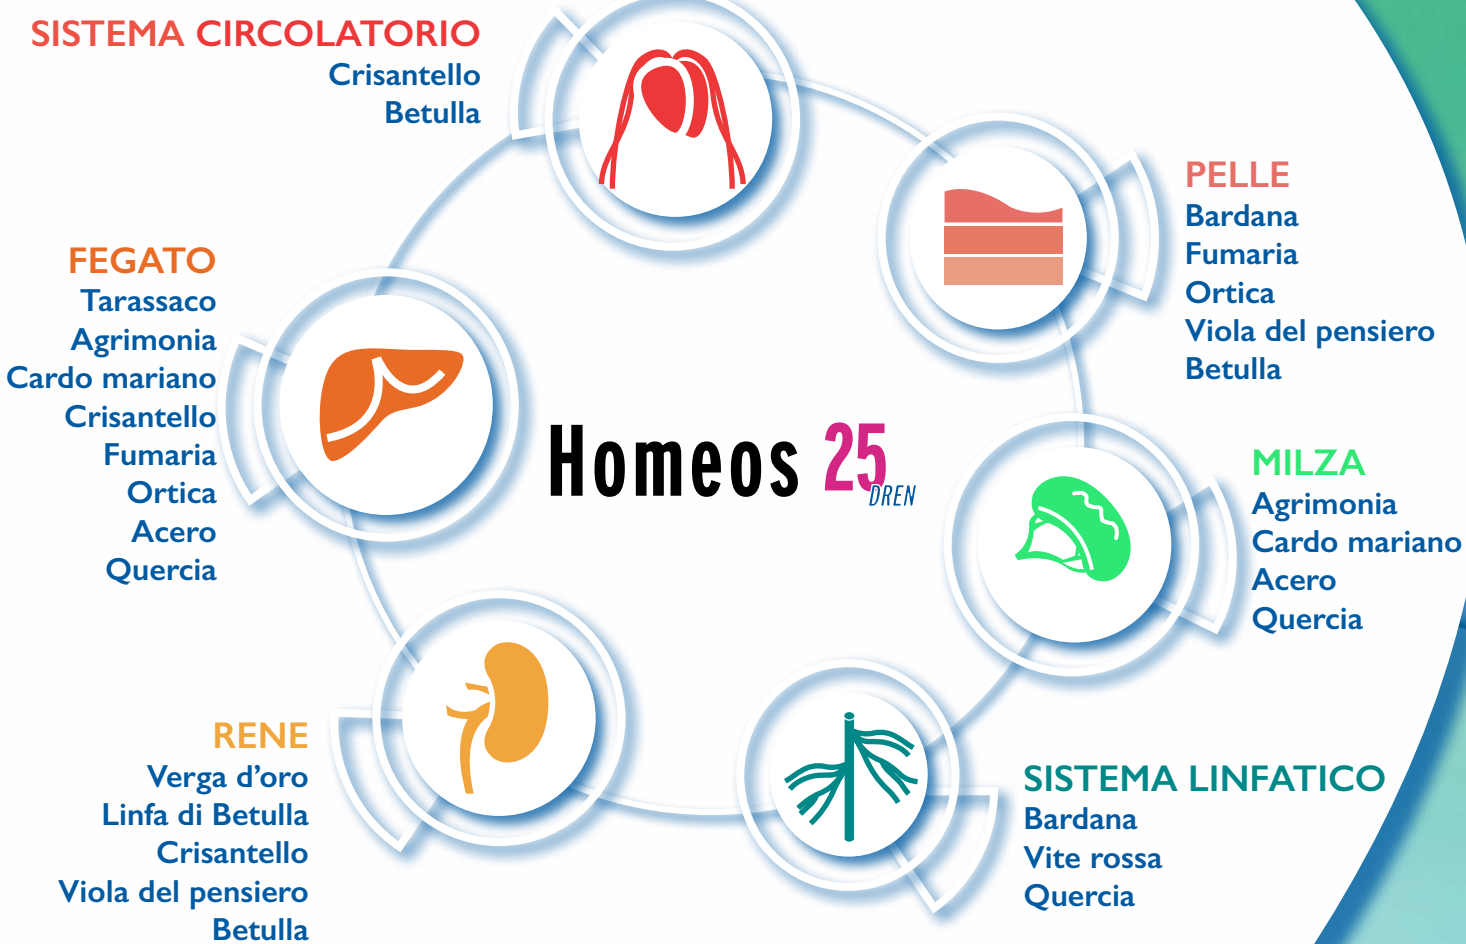 SISTEMA CIRCOLATORIO
Crisantello
Betulla
PELLE
Bardana
Fumaria
Ortica
Viola del pensiero
Betulla
FEGATO
Tarassaco
Agrimonia
Cardo mariano
Crisantello
Fumaria
Ortica
Acero
Quercia
Homeos 25
DREN
MILZA
Agrimonia
Cardo mariano
Acero
Quercia
RENE
Verga d’oro
Linfa di Betulla
Crisantello
Viola del pensiero
Betulla
SISTEMA LINFATICO
Bardana
Vite rossa
Quercia